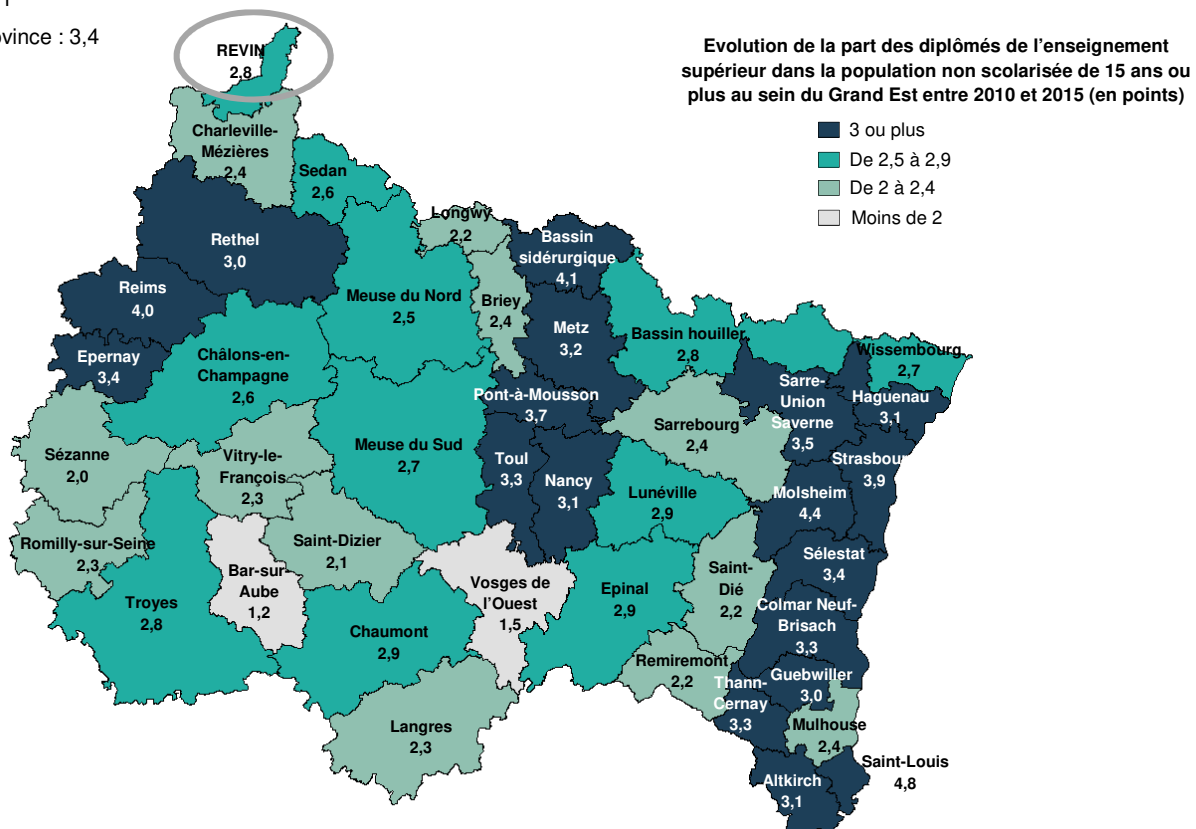 ovince : 3,4
Evolution de la part des diplômés de l'enseignement
supérieur dans la population non scolarisée de 15 ans ou
plus au sein du Grand Est entre 2010 et 2015 (en points)
3 ou plus
De 2,5 à 2,9
De 2 à 2,4
Moins de 2
REVIN
2,8
Charleville-
Mézières
2,4
Sedan
2,6
Longwy
2,2
Rethel
3,0
Bassin
sidérurgique
4,1
Reims
4,0
Meuse du Nord
2,5
Briey
2,4
Metz
3,2
Bassin houiller
2,8
Wissembourg
2,7
Epernay
3,4
Châlons-en-
Champagne
2,6
Pont-à-Mousson
3,7
Sarre-
Union
Saverne
3,5
Haguenau
3,1
Sarrebourg
2,4
Sézanne
2,0
Vitry-le-
François
2,3
Meuse du Sud
2,7
Toul
3,3
Nancy
3,1
Strasbour
3,9
Lunéville
2,9
Molsheim
4,4
Romilly-sur-Seine
2,3
Saint-Dizier
2,1
Sélestat
3,4
Troyes
2,8
Bar-sur-
Aube
1,2
Vosges de
l'Ouest
1,5
Epinal
2,9
Saint-
Dié
2,2
Colmar Neuf-
Brisach
3,3
Chaumont
2,9
Remiremont
2,2
Guebwiller
3,0
Thann-
Cernay
3,3
Langres
2,3
Mulhouse
2,4
Saint-Louis
4,8
Altkirch
3,1